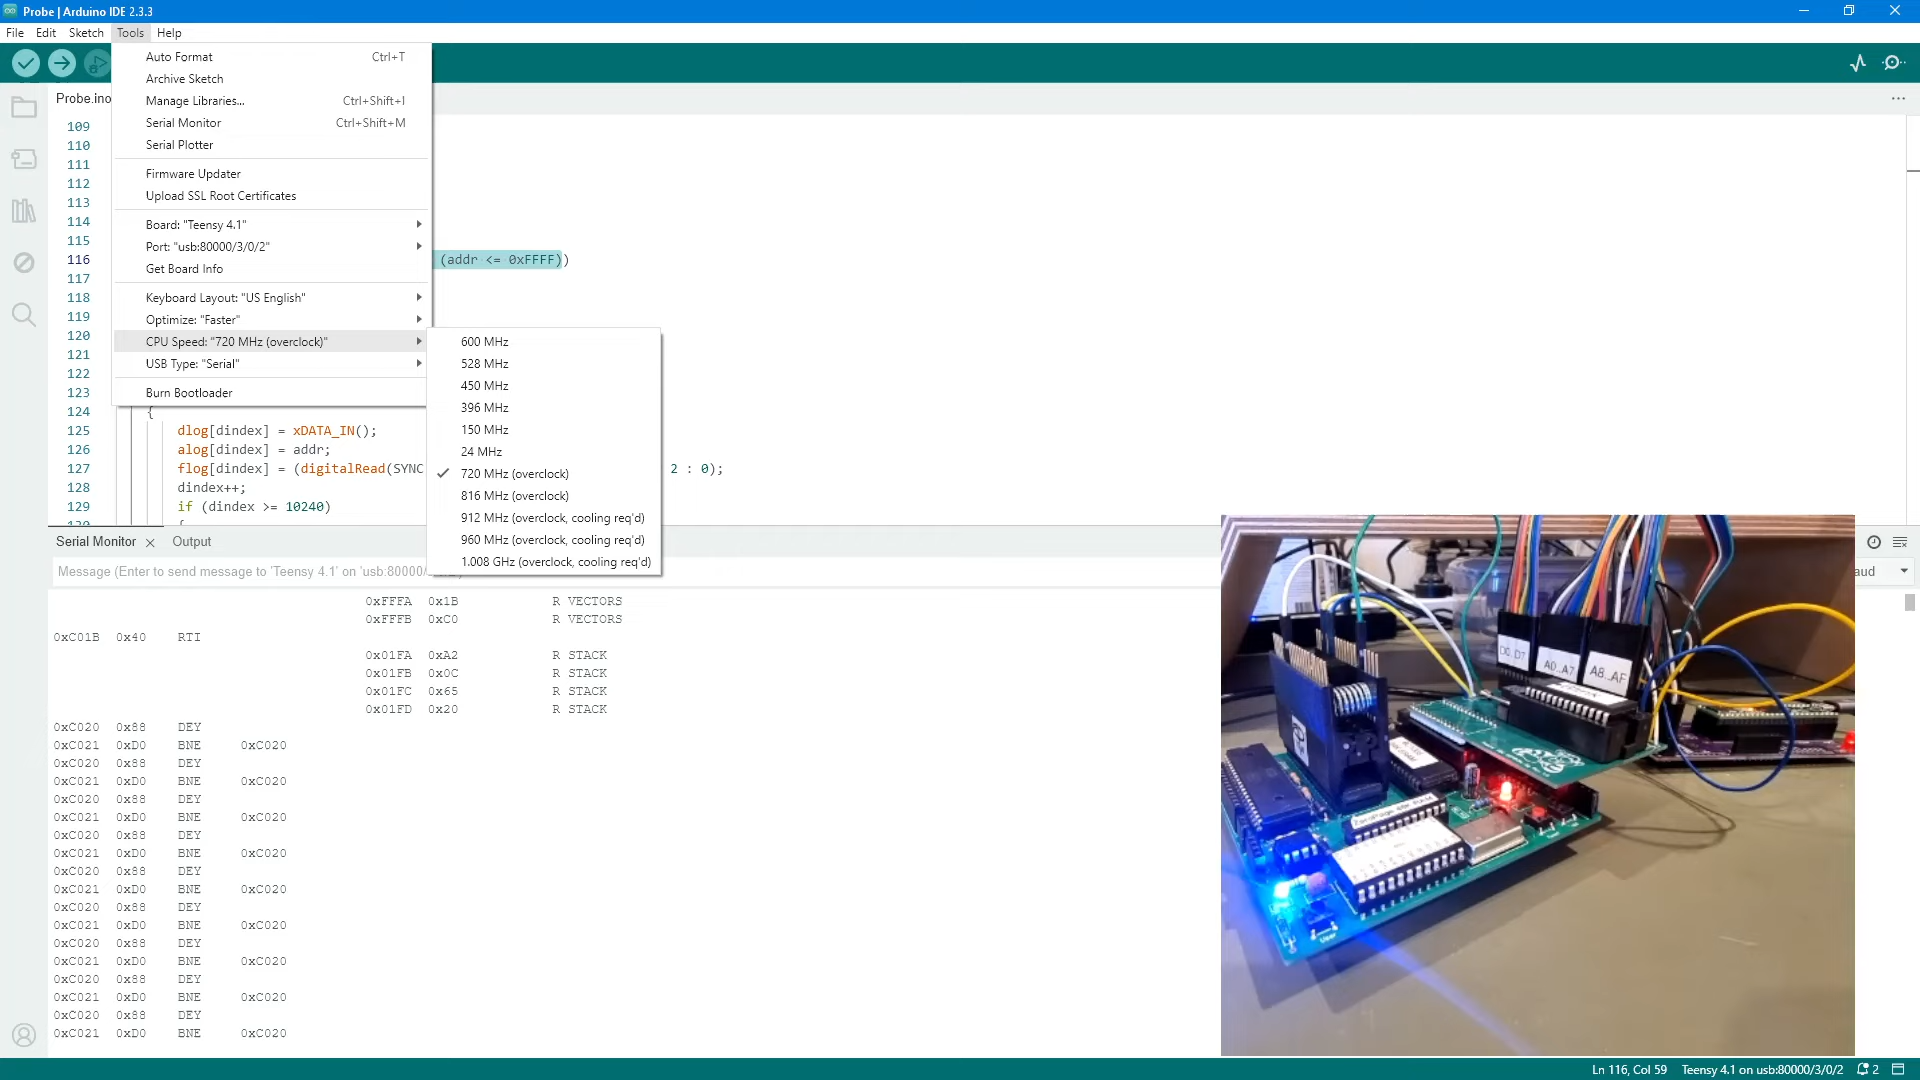 Probe | Arduino IDE 2.3.3
File Edit Sketch Tools Help
Auto Format Ctrl+T
Archive Sketch
Manage Libraries... Ctrl+Shift+I
Serial Monitor Ctrl+Shift+M
Serial Plotter
Firmware Updater
Upload SSL Root Certificates
Board: "Teensy 4.1"
Port: "usb:80000/3/0/2"
Get Board Info
Keyboard Layout: "US English"
Optimize: "Faster"
CPU Speed: "720 MHz (overclock)"
USB Type: "Serial"
Burn Bootloader
600 MHz
528 MHz
450 MHz
396 MHz
150 MHz
24 MHz
720 MHz (overclock)
816 MHz (overclock)
912 MHz (overclock, cooling req'd)
960 MHz (overclock, cooling req'd)
1.008 GHz (overclock, cooling req'd)
Probe.ino
109
110
111
112
113
114
115
116 (addr <= 0xFFFF))
117
118
119
120
121
122
123
124 {
125 dlog[dindex] = xDATA_IN();
126 alog[dindex] = addr;
127 flog[dindex] = (digitalRead(SYNC 2 : 0);
128 dindex++;
129 if (dindex >= 10240)
130 {
Serial Monitor Output
Message (Enter to send message to 'Teensy 4.1' on 'usb:80000/ aud
0xFFFA 0x1B R VECTORS
0xFFFB 0xC0 R VECTORS
0xC01B 0x40 RTI
0x01FA 0xA2 R STACK
0x01FB 0x0C R STACK
0x01FC 0x65 R STACK
0x01FD 0x20 R STACK
0xC020 0x88 DEY
0xC021 0xD0 BNE 0xC020
0xC020 0x88 DEY
0xC021 0xD0 BNE 0xC020
0xC020 0x88 DEY
0xC021 0xD0 BNE 0xC020
0xC020 0x88 DEY
0xC021 0xD0 BNE 0xC020
0xC020 0x88 DEY
0xC021 0xD0 BNE 0xC020
0xC020 0x88 DEY
0xC021 0xD0 BNE 0xC020
0xC020 0x88 DEY
0xC021 0xD0 BNE 0xC020
0xC020 0x88 DEY
0xC021 0xD0 BNE 0xC020
0xC020 0x88 DEY
0xC021 0xD0 BNE 0xC020
D0..D7
A0...A7
A8...AF
User
Ln 116, Col 59 Teensy 4.1 on usb:80000/3/0/2 2